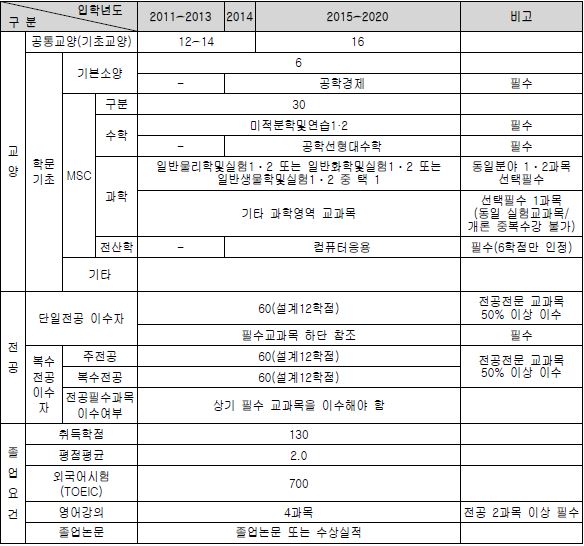 입학년도
구 분
2011-2013 2014 2015-2020 비고
공통교양(기초교양) 12-14 16
교양
학문기초
기본소양 6
- 공학경제 필수
MSC
구분 30
수학 미적분학및연습1·2 필수
- 공학선형대수학 필수
과학
일반물리학및실험1·2 또는 일반화학및실험1·2 또는
일반생물학및실험1·2 중 택 1
동일분야 1·2과목
선택필수
기타 과학영역 교과목
선택필수 1과목
(동일 실험교과목/
개론 중복수강 불가)
전산학 - 컴퓨터응용 필수(6학점만 인정)
기타
전공
단일전공 이수자 60(설계12학점)
전공전문 교과목
50% 이상 이수
필수교과목 하단 참조 필수
복수
전공
이수
자
주전공 60(설계12학점)
복수전공 60(설계12학점)
전공전문 교과목
50% 이상 이수
전공필수과목
이수여부
상기 필수 교과목을 이수해야 함
졸업요건
취득학점 130
평점평균 2.0
외국어시험
(TOEIC)
700
영어강의 4과목 전공 2과목 이상 필수
졸업논문 졸업논문 또는 수상실적